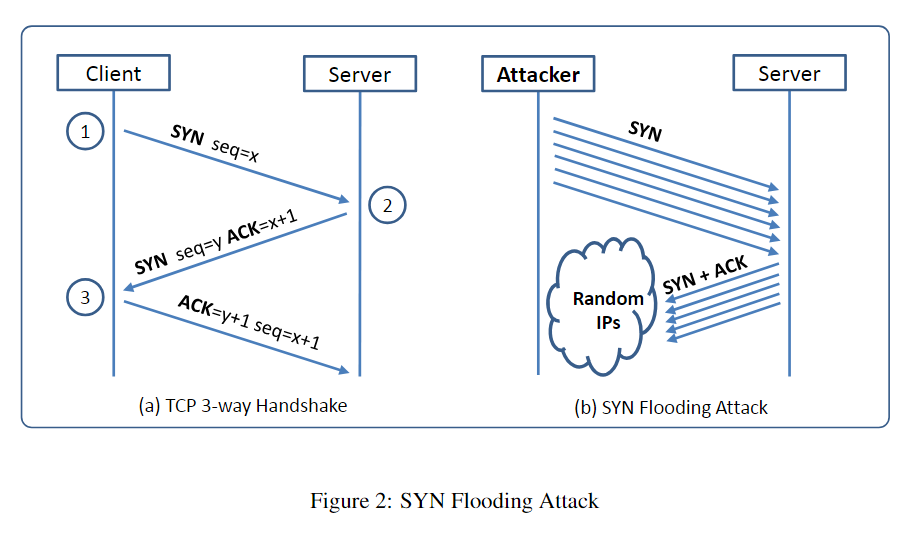 Client
Server
1
SYN seq=x
2
SYN seq=y ACK=x+1
3
ACK=y+1 seq=x+1
(a) TCP 3-way Handshake
Attacker
Server
SYN
SYN + ACK
Random
IPs
(b) SYN Flooding Attack
Figure 2: SYN Flooding Attack